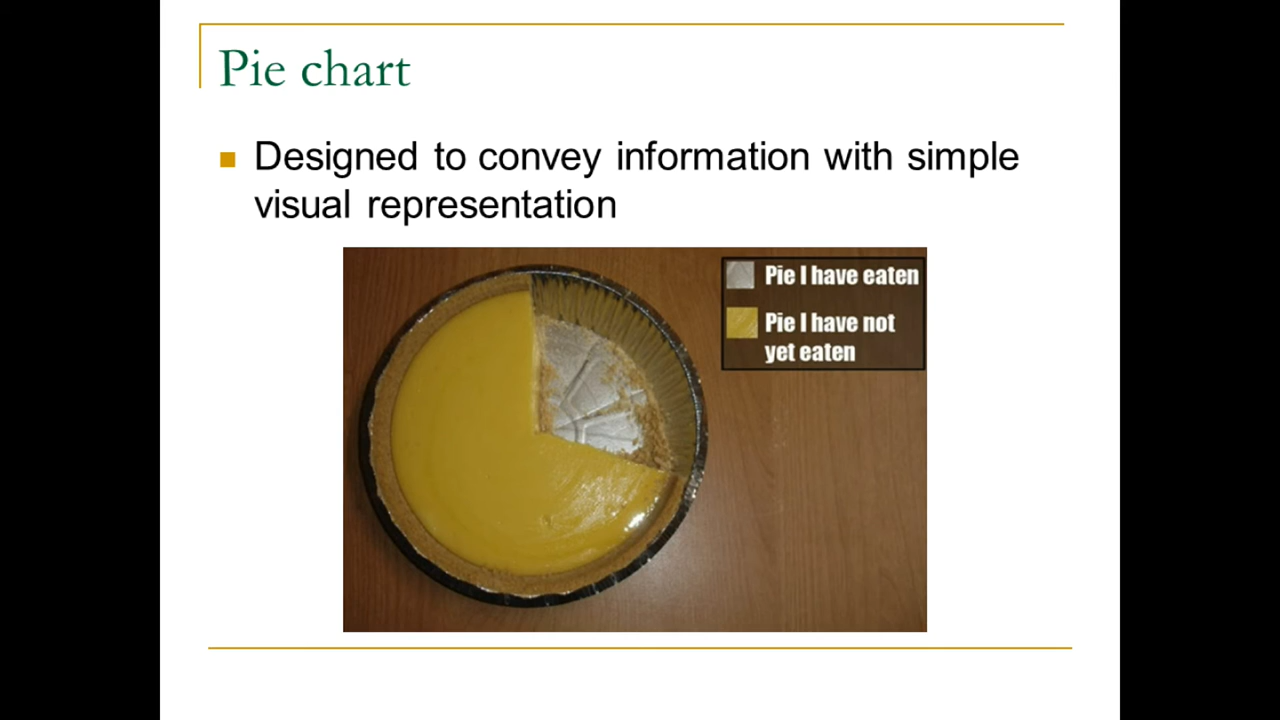 Pie chart
Designed to convey information with simple
visual representation
Pie I have eaten
Pie I have not
yet eaten